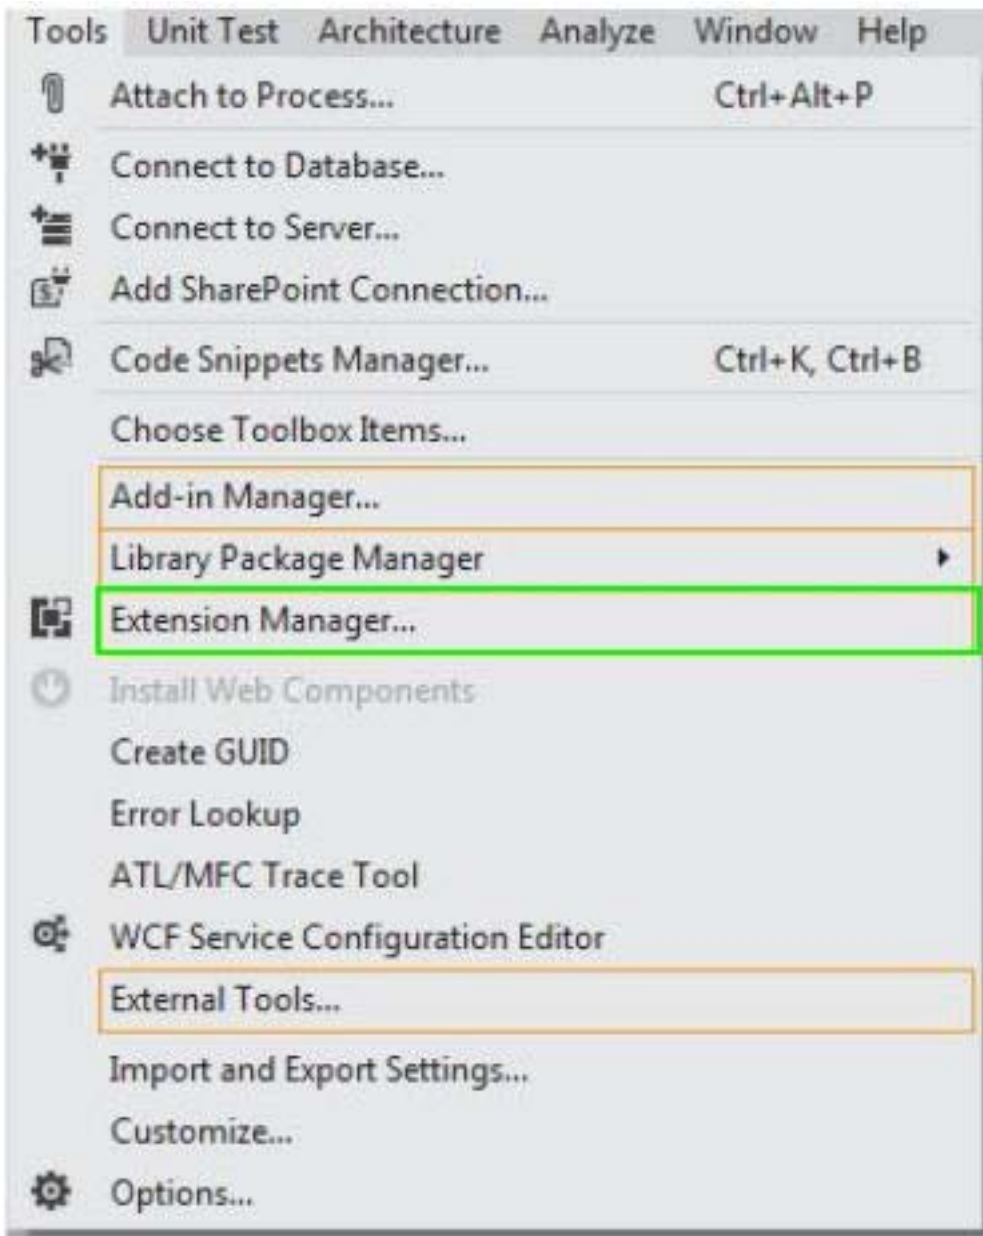 Tools Unit Test Architecture Analyze Window Help
Attach to Process... Ctrl+Alt+P
Connect to Database...
Connect to Server...
Add SharePoint Connection...
Code Snippets Manager... Ctrl+K, Ctrl+B
Choose Toolbox Items...
Add-in Manager...
Library Package Manager
Extension Manager...
Install Web Components
Create GUID
Error Lookup
ATL/MFC Trace Tool
WCF Service Configuration Editor
External Tools...
Import and Export Settings...
Customize...
Options...